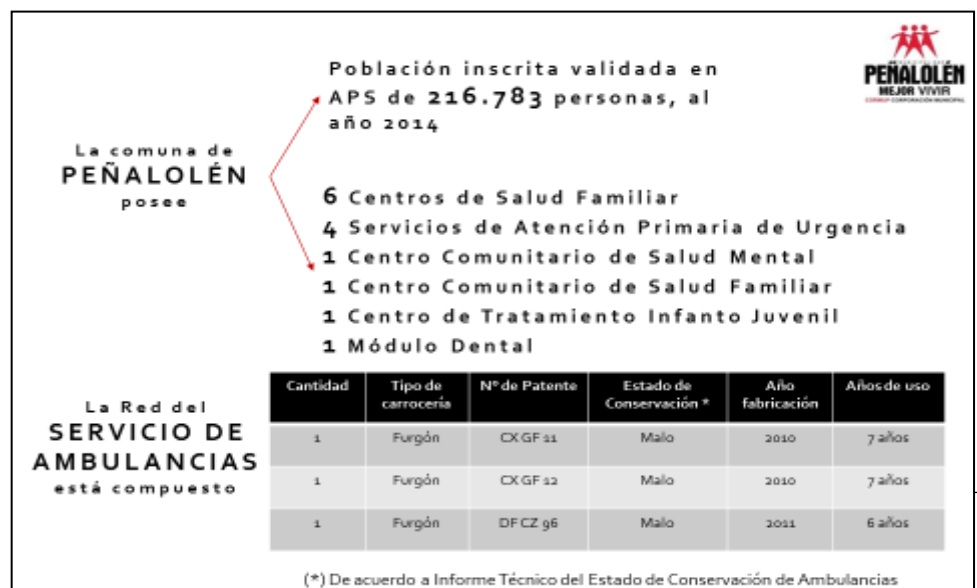 PEÑALOLÉN
MEJOR VIVIR
CORMUP CORPORACIÓN MUNICIPAL
Población inscrita validada en
APS de 216.783 personas, al
año 2014
La comuna de
PEÑALOLÉN
posee
6 Centros de Salud Familiar
4 Servicios de Atención Primaria de Urgencia
1 Centro Comunitario de Salud Mental
1 Centro Comunitario de Salud Familiar
1 Centro de Tratamiento Infanto Juvenil
1 Módulo Dental
La Red del
SERVICIO DE
AMBULANCIAS
está compuesto
Cantidad Tipo de carrocería Nº de Patente Estado de Conservación * Año fabricación Años de uso
1 Furgón CX GF 11 Malo 2010 7 años
1 Furgón CX GF 12 Malo 2010 7 años
1 Furgón DF CZ 96 Malo 2011 6 años
(*) De acuerdo a Informe Técnico del Estado de Conservación de Ambulancias